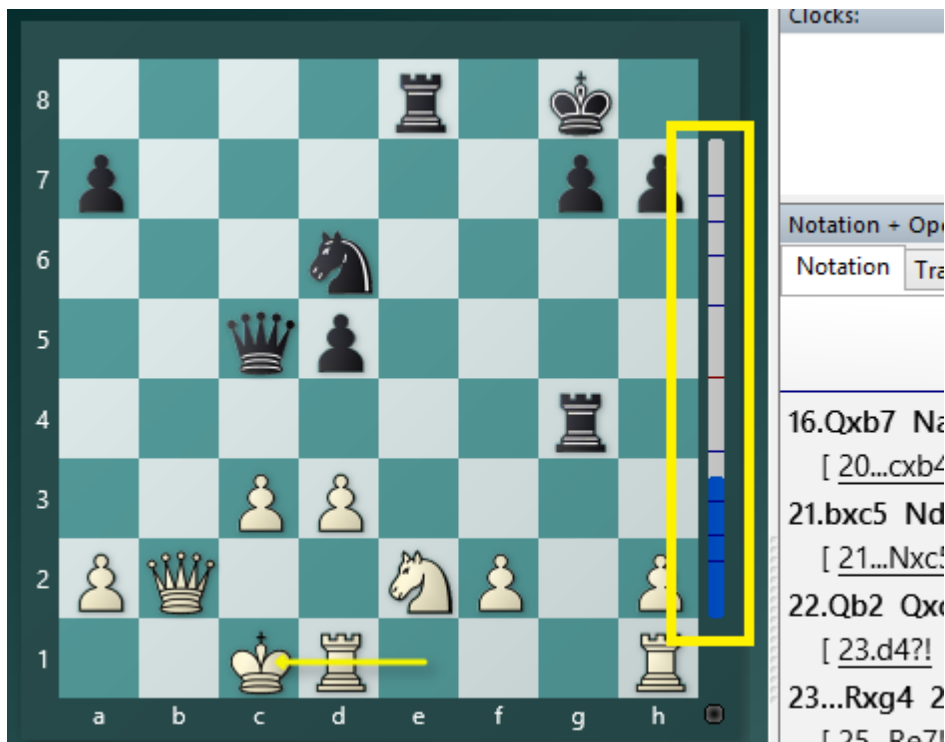 Clocks:
8
7
6
5
4
3
2
1
a b c d e f g h
Notation + Ope
Notation Tra
16.Qxb7 Na
[ 20...cxb4
21.bxc5 Nd
[ 21...Nxc5
22.Qb2 Qxc
[ 23.d4?!
23...Rxg4 2